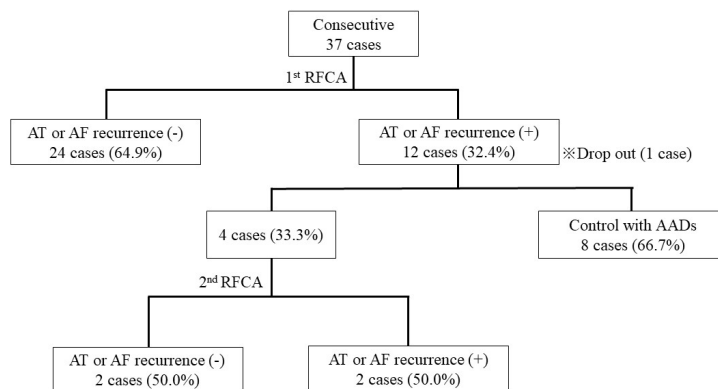 Consecutive
37 cases
1st RFCA
AT or AF recurrence (-)
24 cases (64.9%)
AT or AF recurrence (+)
12 cases (32.4%)
※Drop out (1 case)
4 cases (33.3%)
Control with AADs
8 cases (66.7%)
2nd RFCA
AT or AF recurrence (-)
2 cases (50.0%)
AT or AF recurrence (+)
2 cases (50.0%)